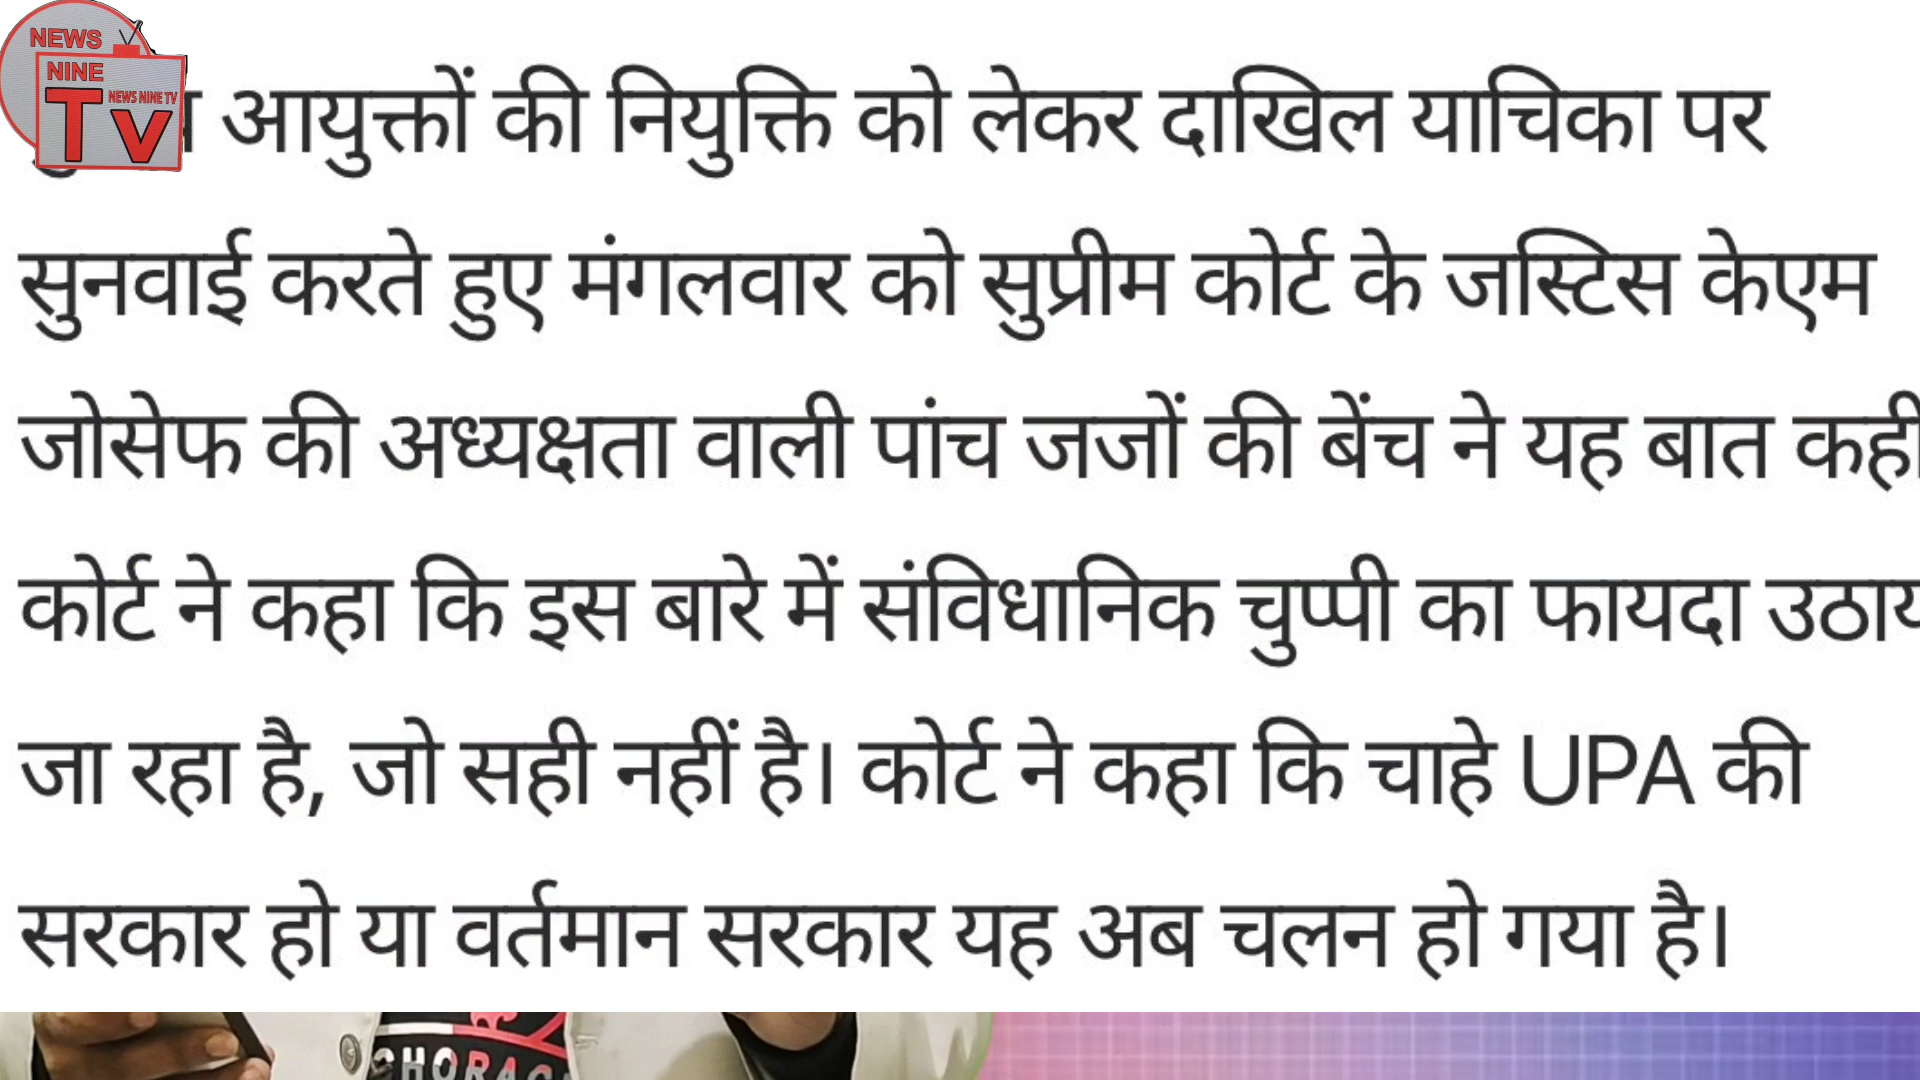 NEWS
NINE
TV NEWS NINE TV
आयुक्तों की नियुक्ति को लेकर दाखिल याचिका पर
सुनवाई करते हुए मंगलवार को सुप्रीम कोर्ट के जस्टिस केएम
जोसेफ की अध्यक्षता वाली पांच जजों की बेंच ने यह बात कही
कोर्ट ने कहा कि इस बारे में संविधानिक चुप्पी का फायदा
जा रहा है, जो सही नहीं है। कोर्ट ने कहा कि चाहे UPA की
सरकार हो या वर्तमान सरकार यह अब चलन हो गया है।